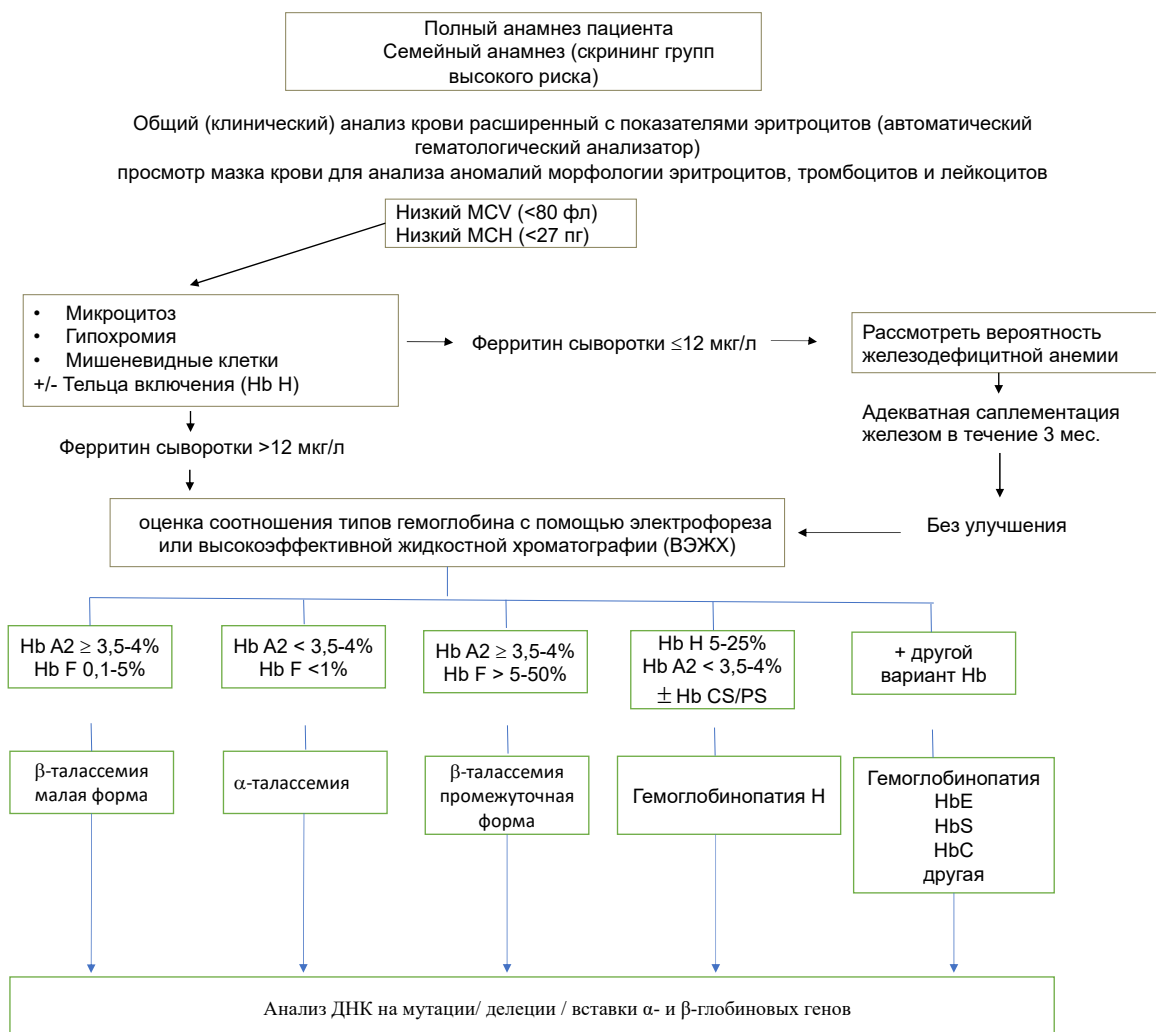 Полный анамнез пациента
Семейный анамнез (скрининг групп
высокого риска)
Общий (клинический) анализ крови расширенный с показателями эритроцитов (автоматический
гематологический анализатор)
просмотр мазка крови для анализа аномалий морфологии эритроцитов, тромбоцитов и лейкоцитов
Низкий MCV (<80 фл)
Низкий MCH (<27 пг)
• Микроцитоз
• Гипохромия
• Мишеневидные клетки
+/- Тельца включения (Hb H)
Ферритин сыворотки ≤12 мкг/л
Рассмотреть вероятность
железодефицитной анемии
Адекватная саплементация
железом в течение 3 мес.
Ферритин сыворотки >12 мкг/л
Без улучшения
оценка соотношения типов гемоглобина с помощью электрофореза
или высокоэффективной жидкостной хроматографии (ВЭЖХ)
Hb A2 ≥ 3,5-4%
Hb F 0,1-5%
Hb A2 < 3,5-4%
Hb F <1%
Hb A2 ≥ 3,5-4%
Hb F > 5-50%
Hb H 5-25%
Hb A2 < 3,5-4%
± Hb CS/PS
+ другой
вариант Hb
β-талассемия
малая форма
α-талассемия
β-талассемия
промежуточная
форма
Гемоглобинопатия H
Гемоглобинопатия
HbE
HbS
HbC
другая
Анализ ДНК на мутации/ делеции / вставки α- и β-глобиновых генов